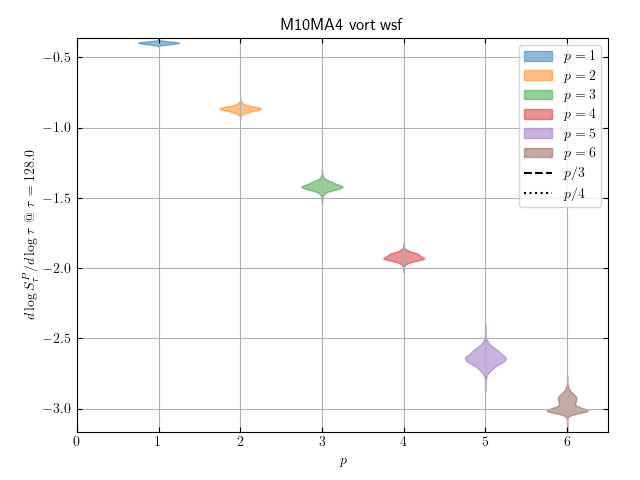 M10MA4 vort wsf
d log S_τ^P / d log τ @ τ = 128.0
−0.5
−1.0
−1.5
−2.0
−2.5
−3.0
0 1 2 3 4 5 6
p
p = 1
p = 2
p = 3
p = 4
p = 5
p = 6
p/3
p/4